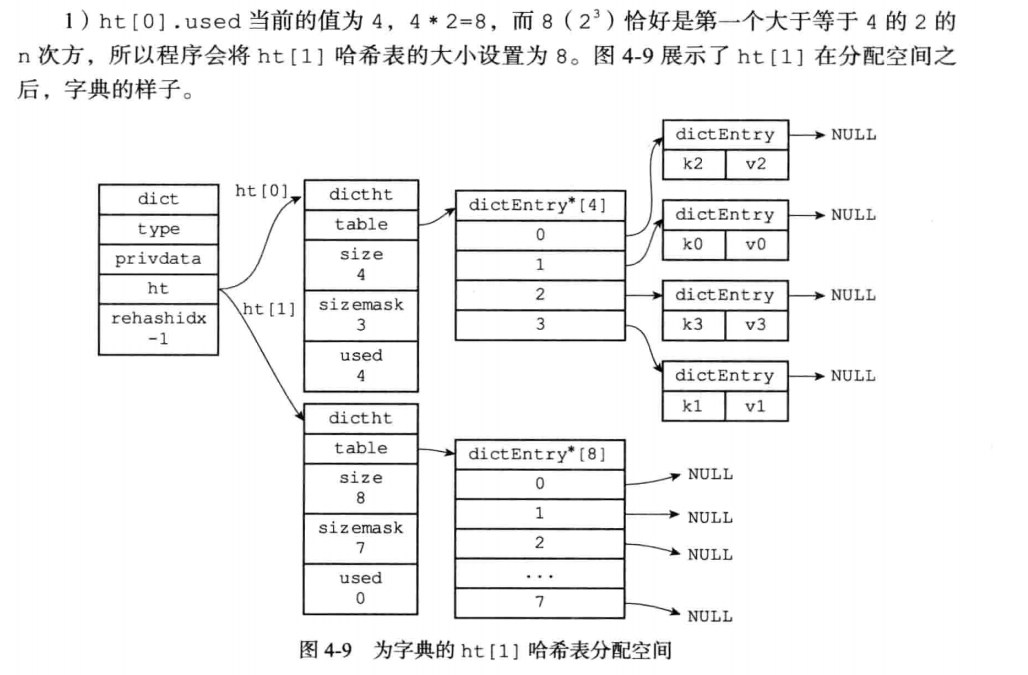 1）ht[0].used 当前的值为 4，4 * 2=8，而 8（2³）恰好是第一个大于等于 4 的 2 的
n 次方，所以程序会将 ht[1] 哈希表的大小设置为 8。图 4-9 展示了 ht[1] 在分配空间之
后，字典的样子。
dict
type
privdata
ht
rehashidx
-1
ht[0]
ht[1]
dictht
table
size
4
sizemask
3
used
4
dictEntry*[4]
0
1
2
3
dictEntry
k2 v2
NULL
dictEntry
k0 v0
NULL
dictEntry
k3 v3
NULL
dictEntry
k1 v1
NULL
dictht
table
size
8
sizemask
7
used
0
dictEntry*[8]
0
1
2
...
7
NULL
NULL
NULL
NULL
图 4-9 为字典的 ht[1] 哈希表分配空间